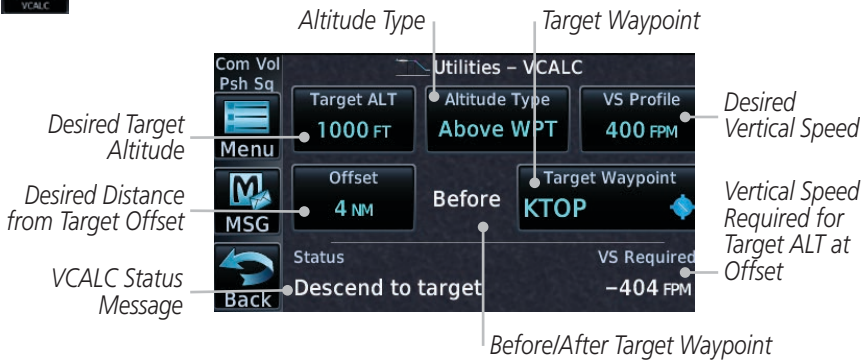 VCALC
Altitude Type
Target Waypoint
Com Vol
Psh Sq
Utilities – VCALC
Desired Target
Altitude
Menu
Target ALT
1000 FT
Altitude Type
Above WPT
VS Profile
400 FPM
Desired
Vertical Speed
Desired Distance
from Target Offset
MSG
Offset
4 NM
Before
Target Waypoint
KTOP
Vertical Speed
Required for
Target ALT at
Offset
VCALC Status
Message
Back
Status
Descend to target
VS Required
−404 FPM
Before/After Target Waypoint